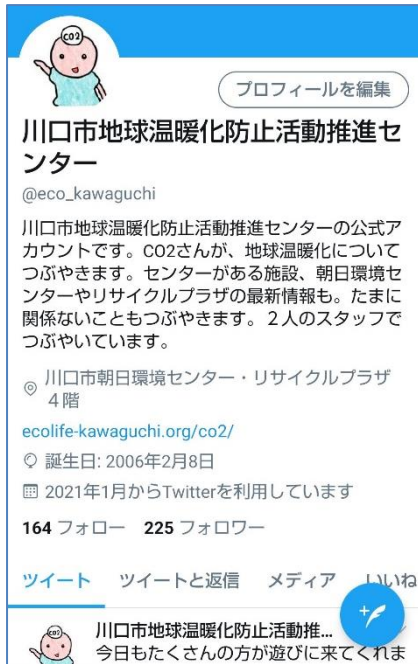 CO2
プロフィールを編集
川口市地球温暖化防止活動推進セ
ンター
@eco_kawaguchi
川口市地球温暖化防止活動推進センターの公式ア
カウントです。CO2さんが、地球温暖化について
つぶやきます。センターがある施設、朝日環境セ
ンターやリサイクルプラザの最新情報も。たまに
関係ないこともつぶやきます。２人のスタッフで
つぶやいています。
川口市朝日環境センター・リサイクルプラザ
４階
ecolife-kawaguchi.org/co2/
誕生日: 2006年2月8日
2021年1月からTwitterを利用しています
164 フォロー 225 フォロワー
ツイート ツイートと返信 メディア いいね
CO2
川口市地球温暖化防止活動推...
今日もたくさんの方が遊びに来てくれま